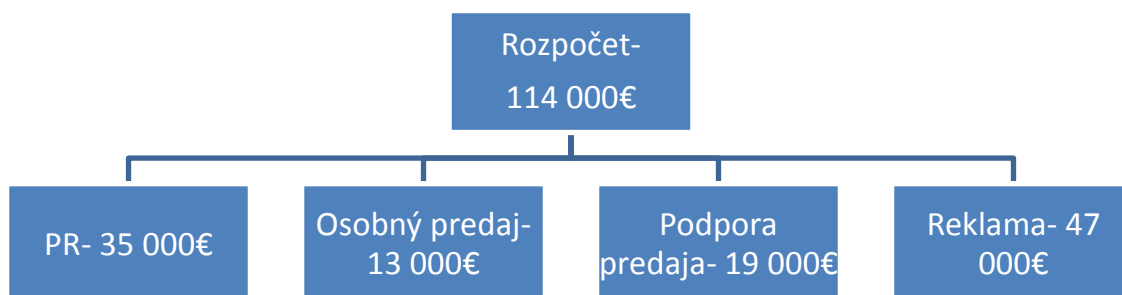 Rozpočet-
114 000€
PR- 35 000€
Osobný predaj-
13 000€
Podpora
predaja- 19 000€
Reklama- 47
000€